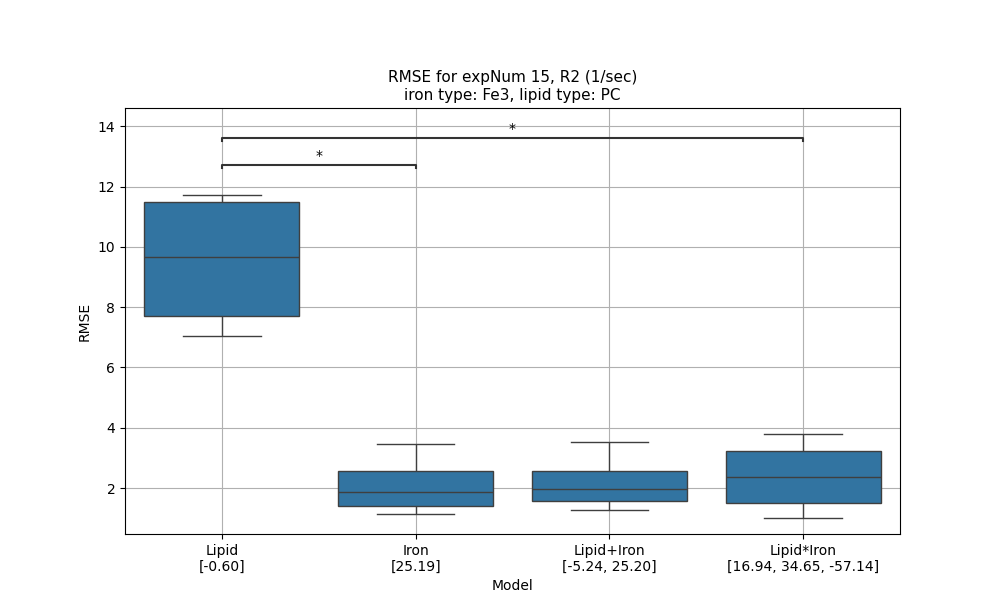 RMSE for expNum 15, R2 (1/sec)
iron type: Fe3, lipid type: PC
14
*
*
12
10
8
6
4
2
RMSE
Lipid
[-0.60]
Iron
[25.19]
Lipid+Iron
[-5.24, 25.20]
Lipid*Iron
[16.94, 34.65, -57.14]
Model